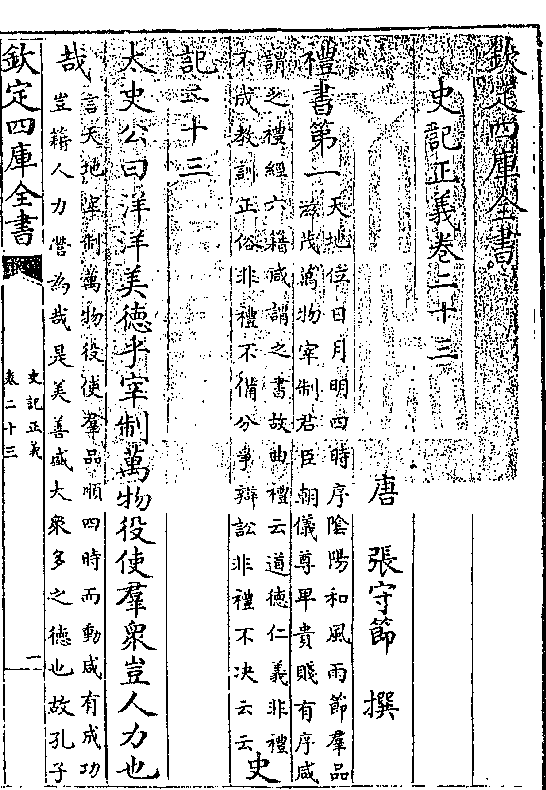 欽定四庫全書
史記正義卷二十三
唐 張守節 撰
禮書第一 天地位日月明四時序陰陽和風雨節羣品
滋茂萬物宰制君臣朝儀尊卑貴賤有序咸
謂之禮經六籍咸謂之書故曲禮云道德仁義非禮
不成教訓正俗非禮不備分爭辯訟非禮不决云云 史
記二十三
太史公曰洋洋美德乎宰制萬物役使羣衆豈人力也
哉 言天地宰制萬物役使羣品順四時而動咸有成功
豈藉人力營為哉是美善盛大衆多之德也故孔子
欽定四庫全書
史記正義
卷二十三
一